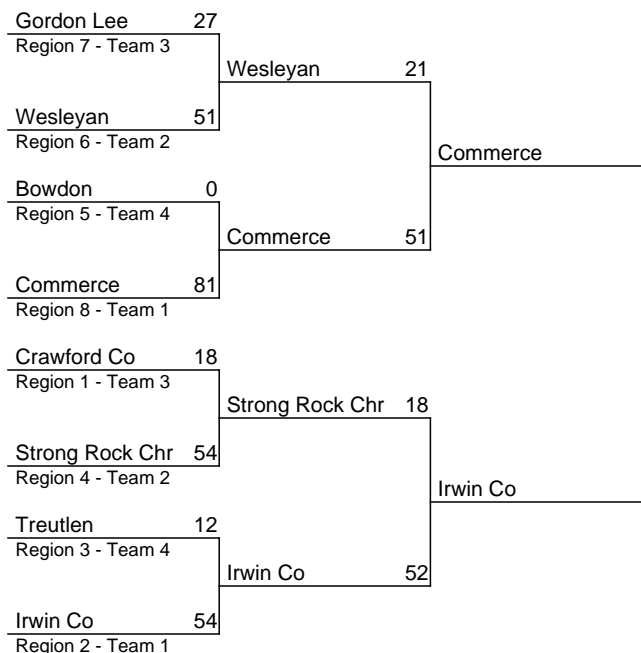 Gordon Lee 27
Region 7 - Team 3
Wesleyan 21
Wesleyan 51
Region 6 - Team 2
Commerce
Bowdon 0
Region 5 - Team 4
Commerce 51
Commerce 81
Region 8 - Team 1
Crawford Co 18
Region 1 - Team 3
Strong Rock Chr 18
Strong Rock Chr 54
Region 4 - Team 2
Irwin Co
Treutlen 12
Region 3 - Team 4
Irwin Co 52
Irwin Co 54
Region 2 - Team 1